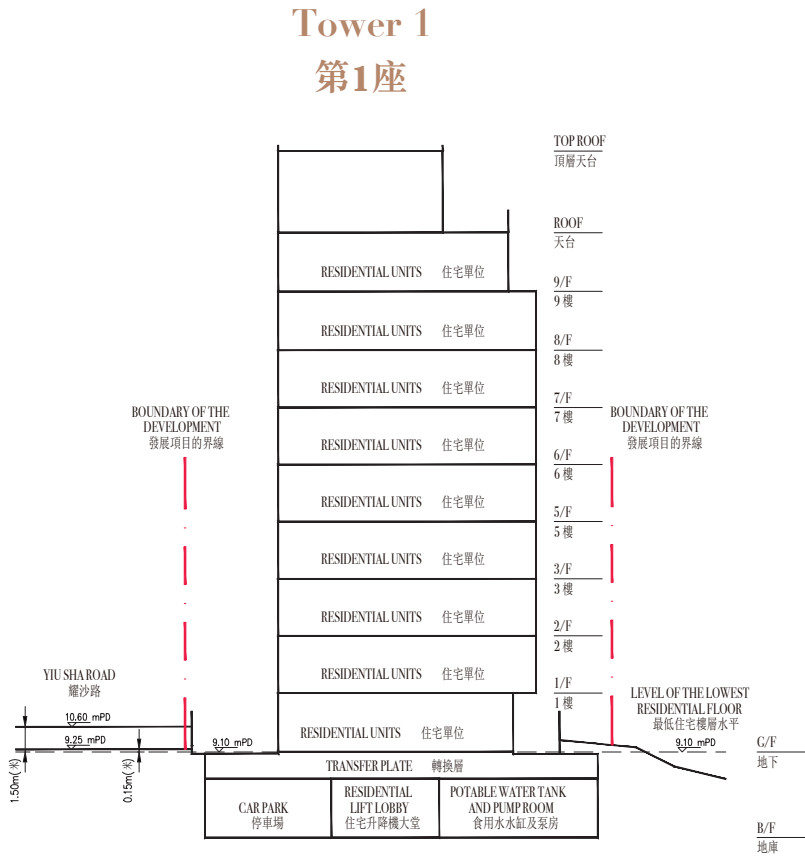 Tower 1
第1座
TOP ROOF
頂層天台
ROOF
天台
RESIDENTIAL UNITS 住宅單位
9/F
9 樓
RESIDENTIAL UNITS 住宅單位
8/F
8 樓
RESIDENTIAL UNITS 住宅單位
7/F
7 樓
BOUNDARY OF THE
DEVELOPMENT
發展項目的界線
BOUNDARY OF THE
DEVELOPMENT
發展項目的界線
RESIDENTIAL UNITS 住宅單位
6/F
6 樓
RESIDENTIAL UNITS 住宅單位
5/F
5 樓
RESIDENTIAL UNITS 住宅單位
3/F
3 樓
RESIDENTIAL UNITS 住宅單位
2/F
2 樓
RESIDENTIAL UNITS 住宅單位
1/F
1 樓
YIU SHA ROAD
耀沙路
10.60 mPD
9.25 mPD
1.50m(米)
0.15m(米)
9.10 mPD
RESIDENTIAL UNITS 住宅單位
LEVEL OF THE LOWEST
RESIDENTIAL FLOOR
最低住宅樓層水平
9.10 mPD
G/F
地下
TRANSFER PLATE 轉換層
CAR PARK
停車場
RESIDENTIAL
LIFT LOBBY
住宅升降機大堂
POTABLE WATER TANK
AND PUMP ROOM
食用水水缸及泵房
B/F
地庫